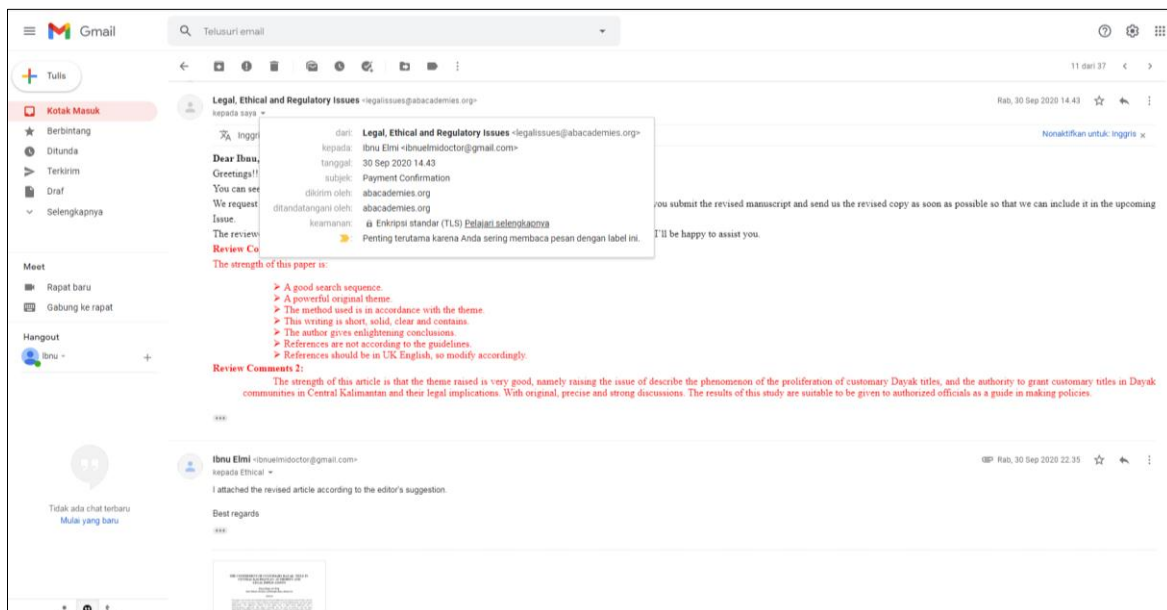 Gmail
Telusuri email
Tulis
11 dari 37
Kotak Masuk
Berbintang
Ditunda
Terkirim
Draf
Selengkapnya
Meet
Rapat baru
Gabung ke rapat
Hangout
Ibnu
Tidak ada chat terbaru
Mulai yang baru
Legal, Ethical and Regulatory Issues <legalissues@abacademies.org>
Rab, 30 Sep 2020 14.43
kepada saya
Inggri
Nonaktifkan untuk: Inggris x
dari: Legal, Ethical and Regulatory Issues <legalissues@abacademies.org>
kepada: Ibnu Elmi <ibnuelmidoctor@gmail.com>
tanggal: 30 Sep 2020 14.43
subjek: Payment Confirmation
dikirim oleh: abacademies.org
ditandatangani oleh: abacademies.org
keamanan: Enkripsi standar (TLS) Pelajari selengkapnya
Penting terutama karena Anda sering membaca pesan dengan label ini.
Dear Ibnu,
Greetings!!
You can see
We request you submit the revised manuscript and send us the revised copy as soon as possible so that we can include it in the upcoming
Issue.
The review I'll be happy to assist you.
Review Co
The strength of this paper is:
➢ A good search sequence.
➢ A powerful original theme.
➢ The method used is in accordance with the theme.
➢ This writing is short, solid, clear and contains.
➢ The author gives enlightening conclusions.
➢ References are not according to the guidelines.
➢ References should be in UK English, so modify accordingly.
Review Comments 2:
The strength of this article is that the theme raised is very good, namely raising the issue of describe the phenomenon of the proliferation of customary Dayak titles, and the authority to grant customary titles in Dayak
communities in Central Kalimantan and their legal implications. With original, precise and strong discussions. The results of this study are suitable to be given to authorized officials as a guide in making policies.
Ibnu Elmi <ibnuelmidoctor@gmail.com>
Rab, 30 Sep 2020 22.35
kepada Ethical
I attached the revised article according to the editor's suggestion.
Best regards